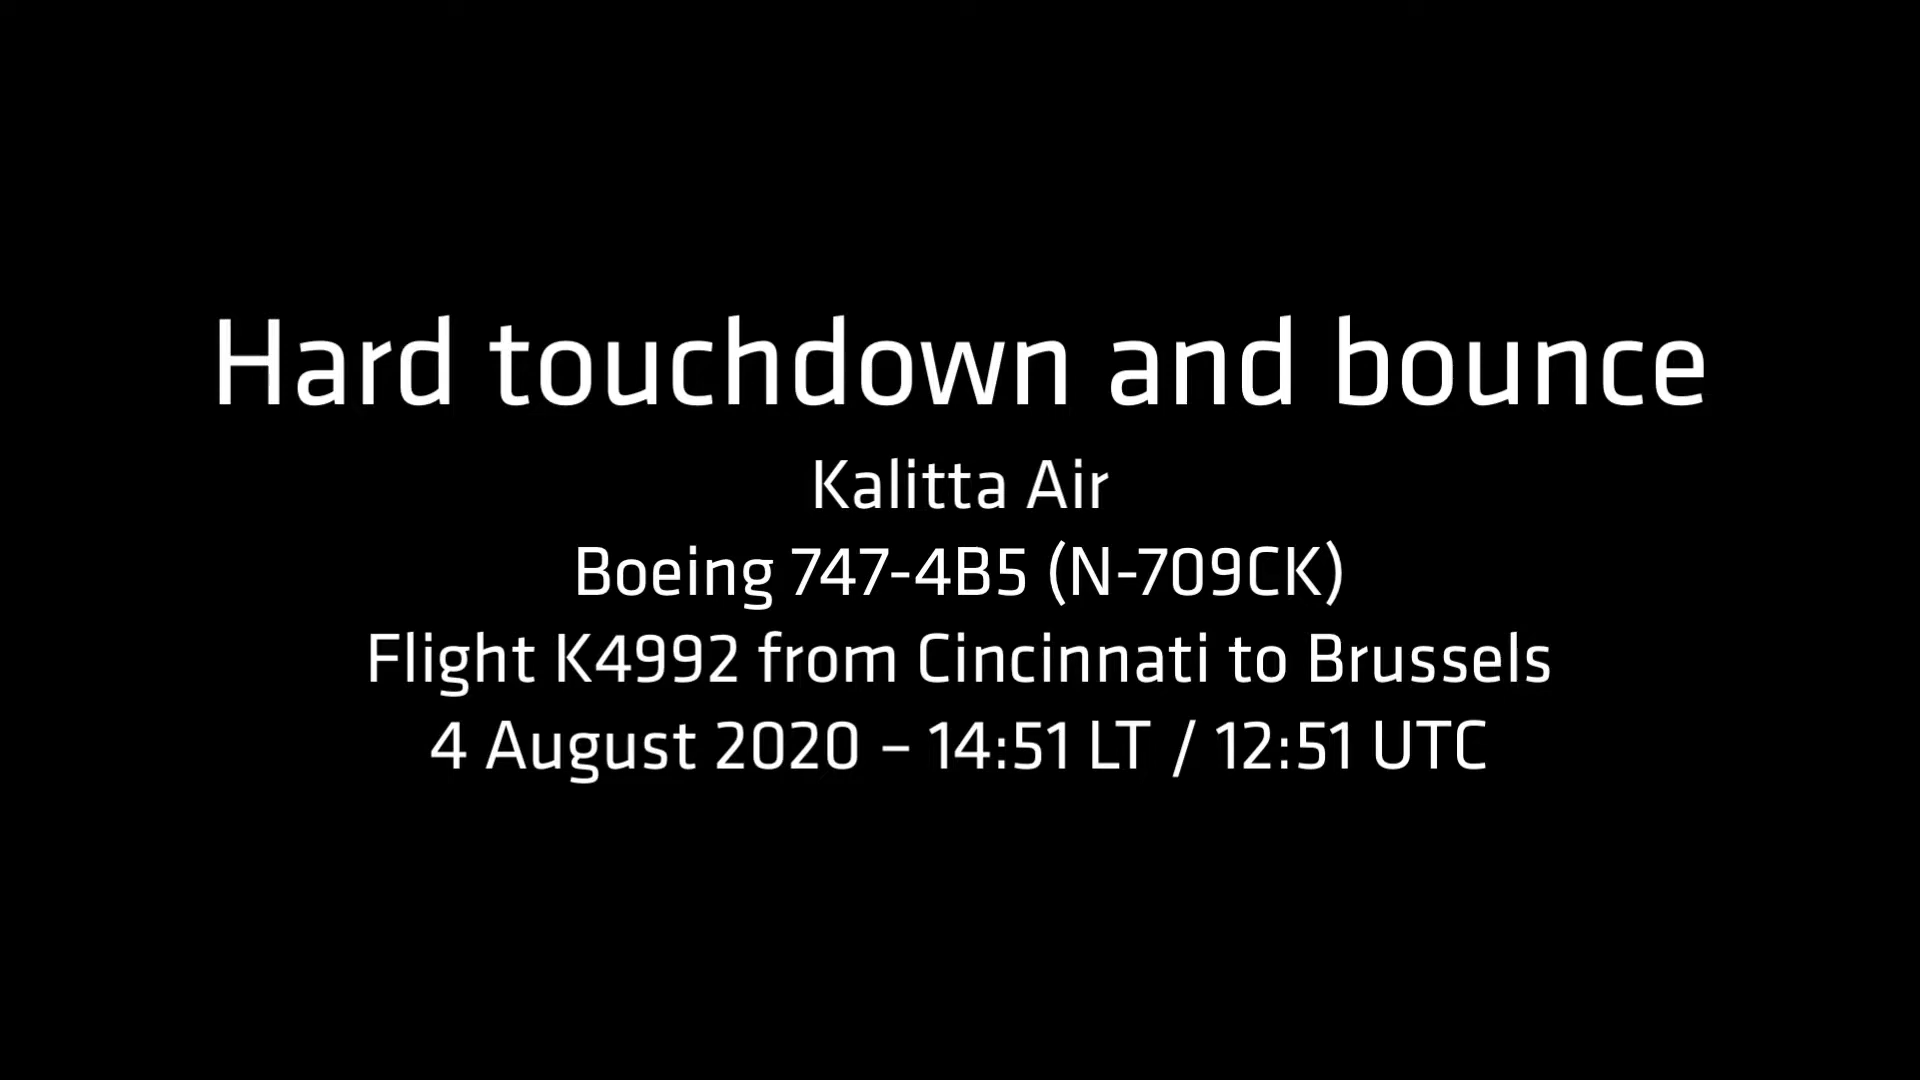 Hard touchdown and bounce
Kalitta Air
Boeing 747-4B5 (N-709CK)
Flight K4992 from Cincinnati to Brussels
4 August 2020 – 14:51 LT / 12:51 UTC